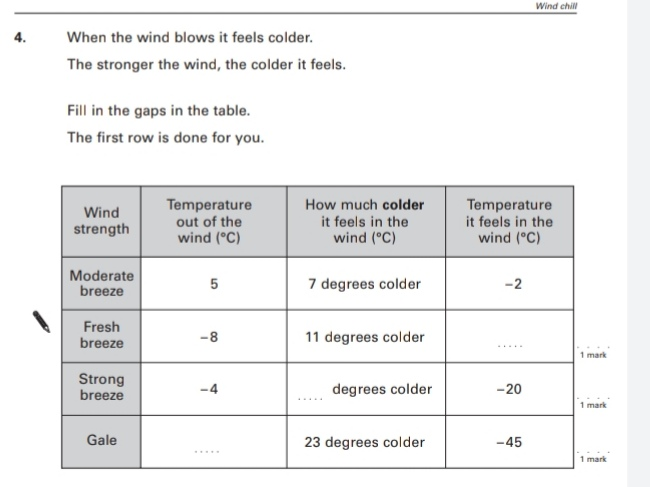 Wind chill
4. When the wind blows it feels colder.
The stronger the wind, the colder it feels.
Fill in the gaps in the table.
The first row is done for you.
Wind strength | Temperature out of the wind (°C) | How much colder it feels in the wind (°C) | Temperature it feels in the wind (°C)
Moderate breeze | 5 | 7 degrees colder | −2
Fresh breeze | −8 | 11 degrees colder | .....
1 mark
Strong breeze | −4 | ..... degrees colder | −20
1 mark
Gale | ..... | 23 degrees colder | −45
1 mark